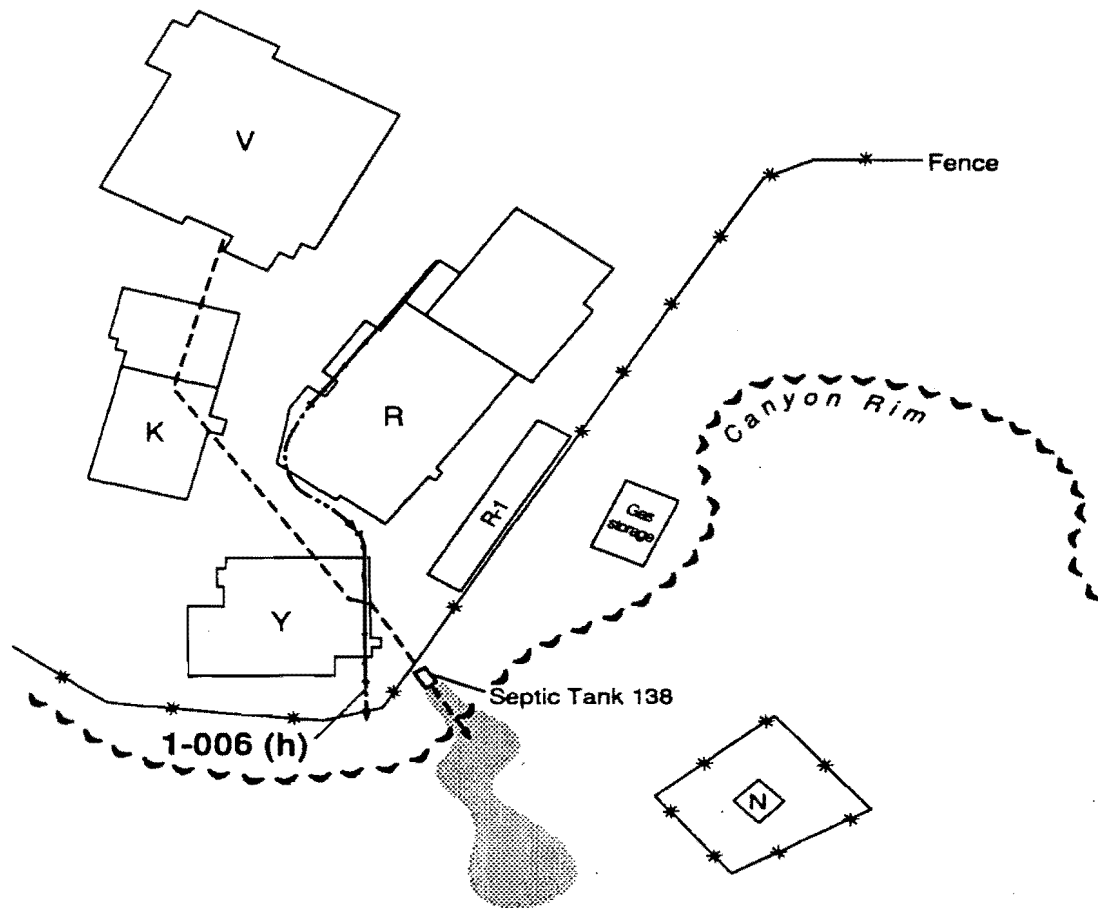 V
Fence
Canyon Rim
K
R
R-1
Gas
storage
Y
Septic Tank 138
1-006 (h)
N